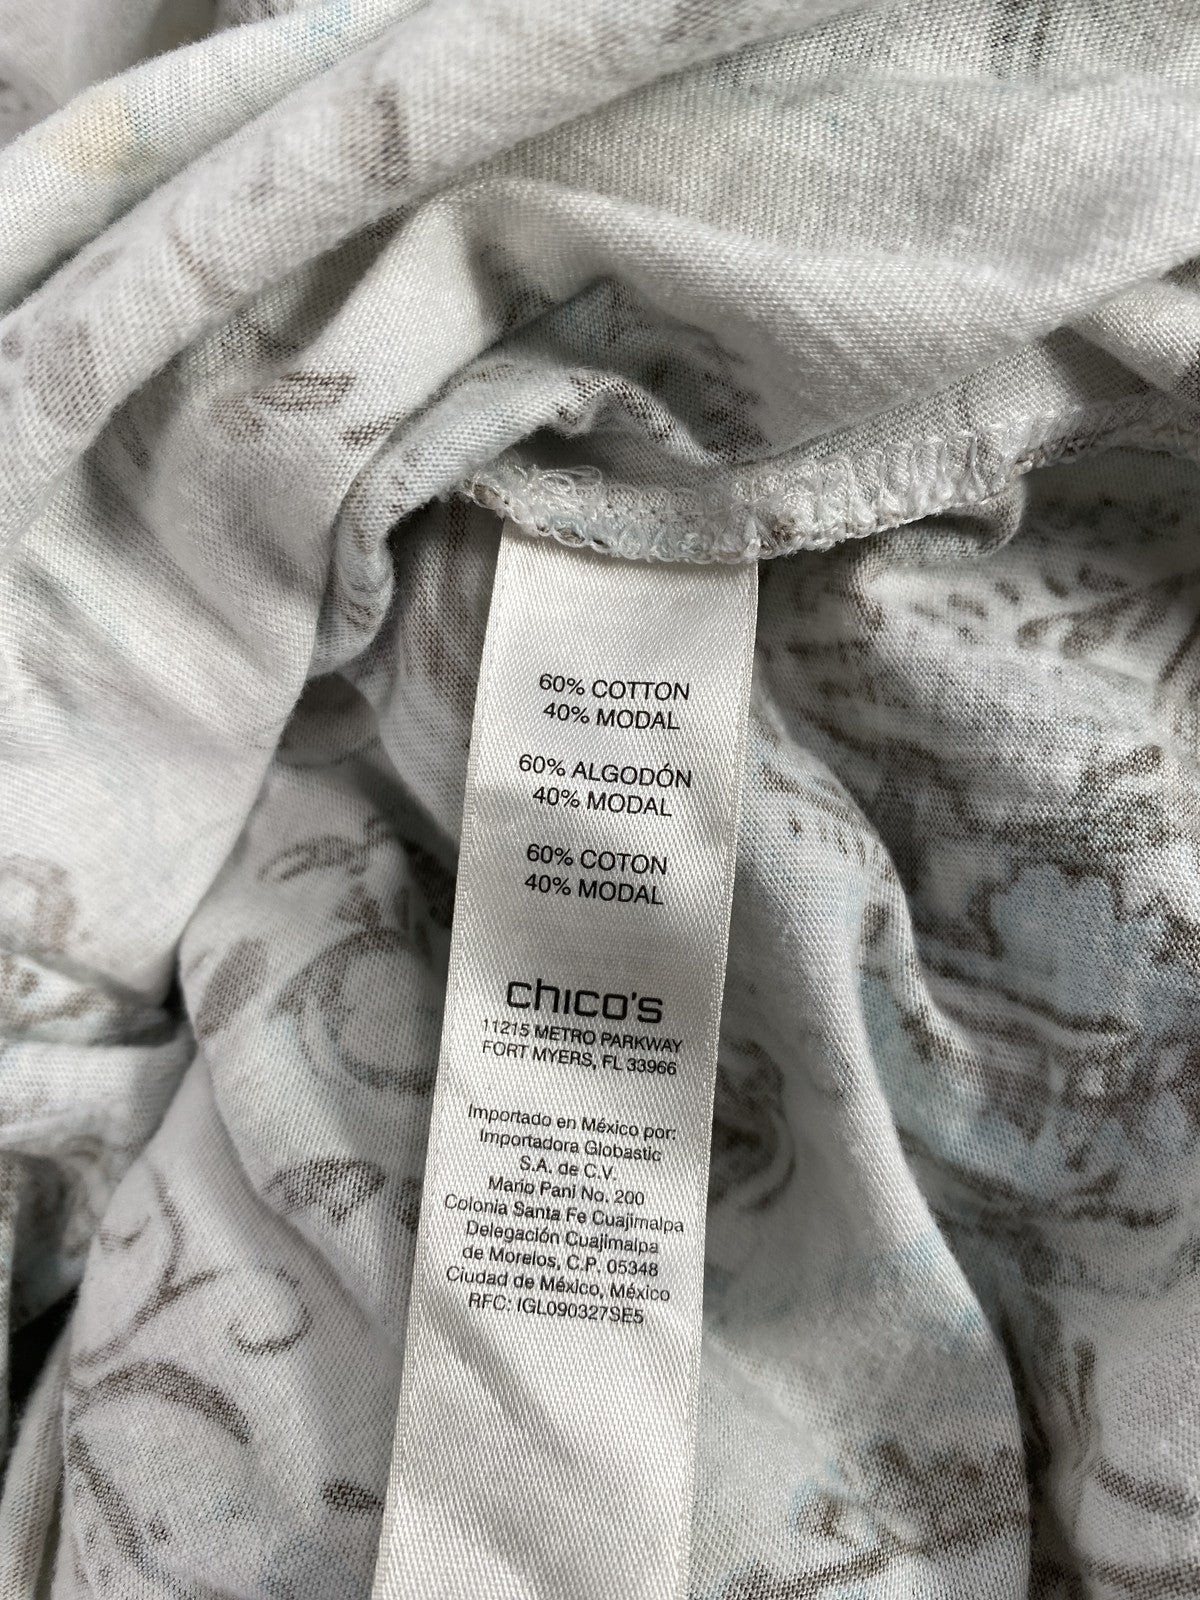 60% COTTON
40% MODAL
60% ALGODÓN
40% MODAL
60% COTON
40% MODAL
chico's
11215 METRO PARKWAY
FORT MYERS, FL 33966
Importado en México por:
Importadora Globastic
S.A. de C.V.
Mario Pani No. 200
Colonia Santa Fe Cuajimalpa
Delegación Cuajimalpa
de Morelos, C.P. 05348
Ciudad de México, México
RFC: IGL090327SE5